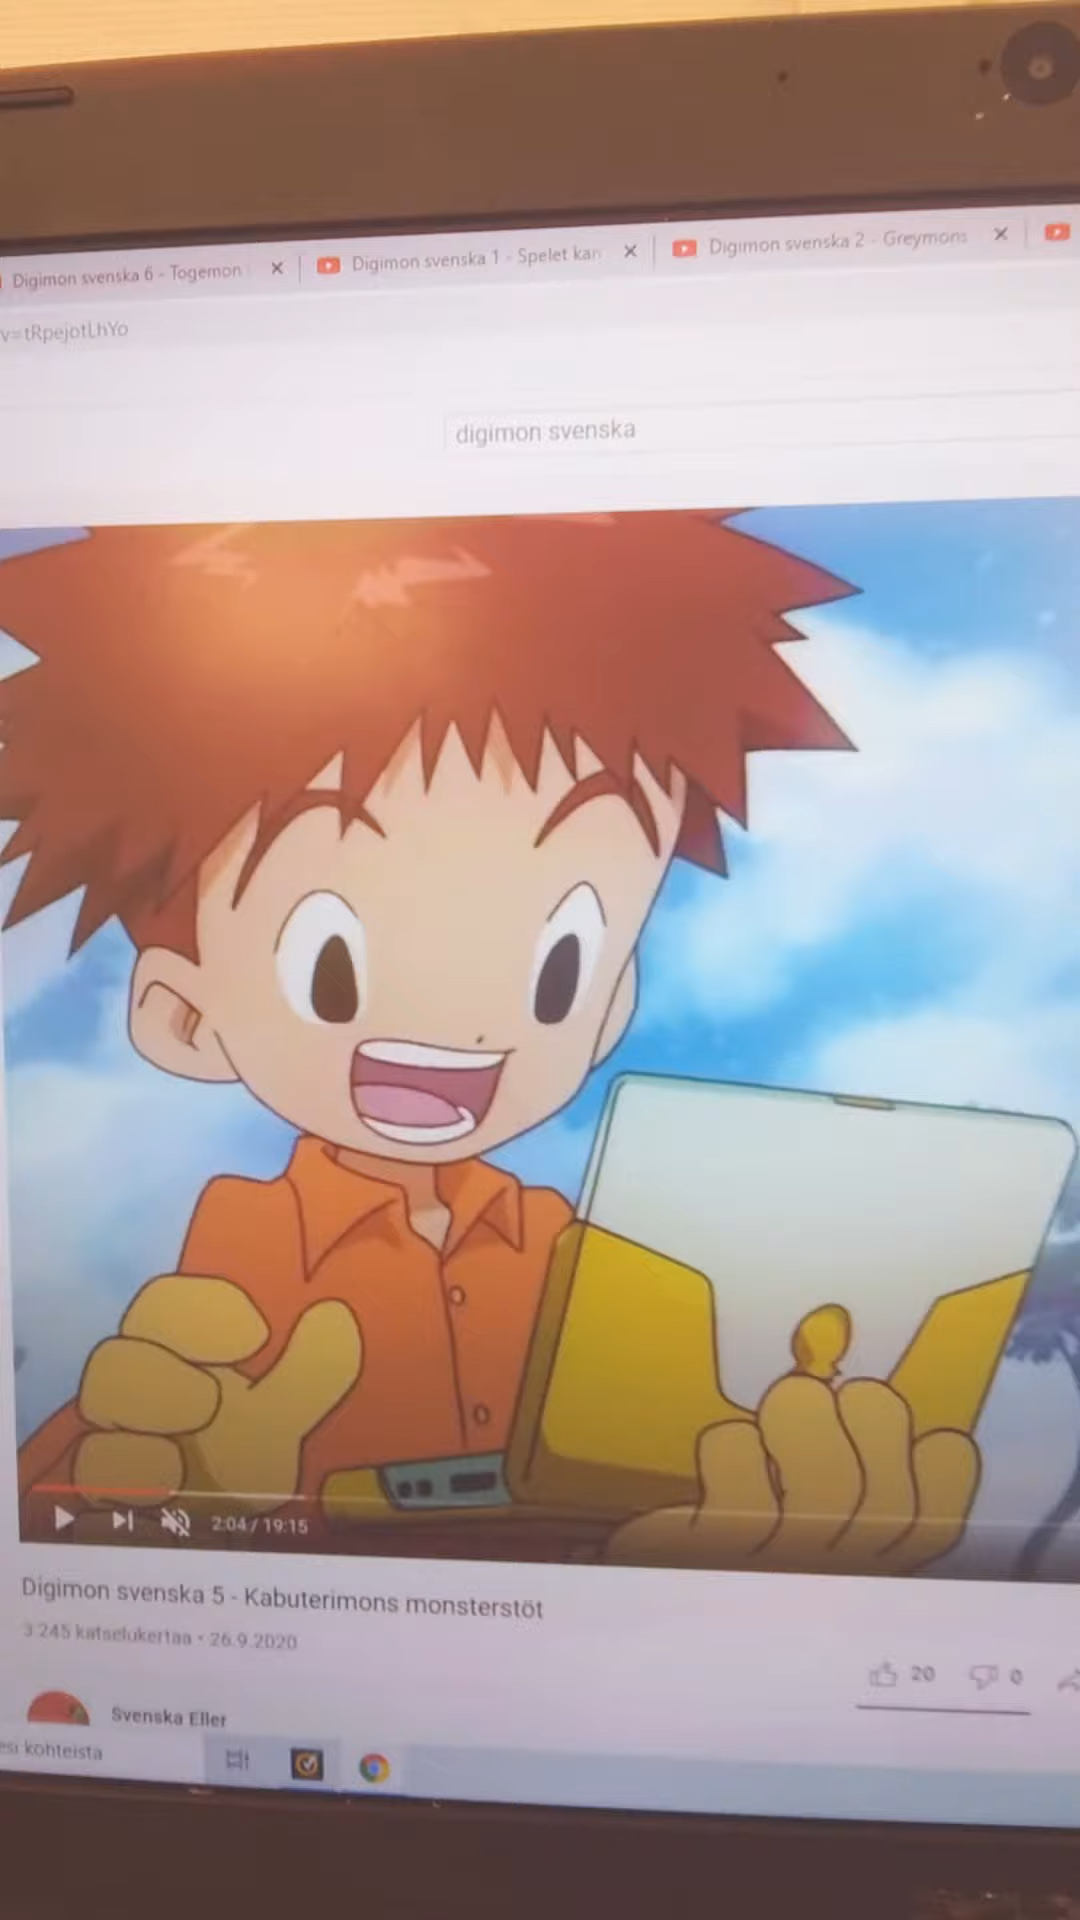 Digimon svenska 6 - Togemon
Digimon svenska 1 - Spelet kan
Digimon svenska 2 - Greymons
v=tRpejotLhYo
digimon svenska
2:04 / 19:15
Digimon svenska 5 - Kabuterimons monsterstöt
3 245 katselukertaa • 26.9.2020
20
0
Svenska Eller
esi kohteista